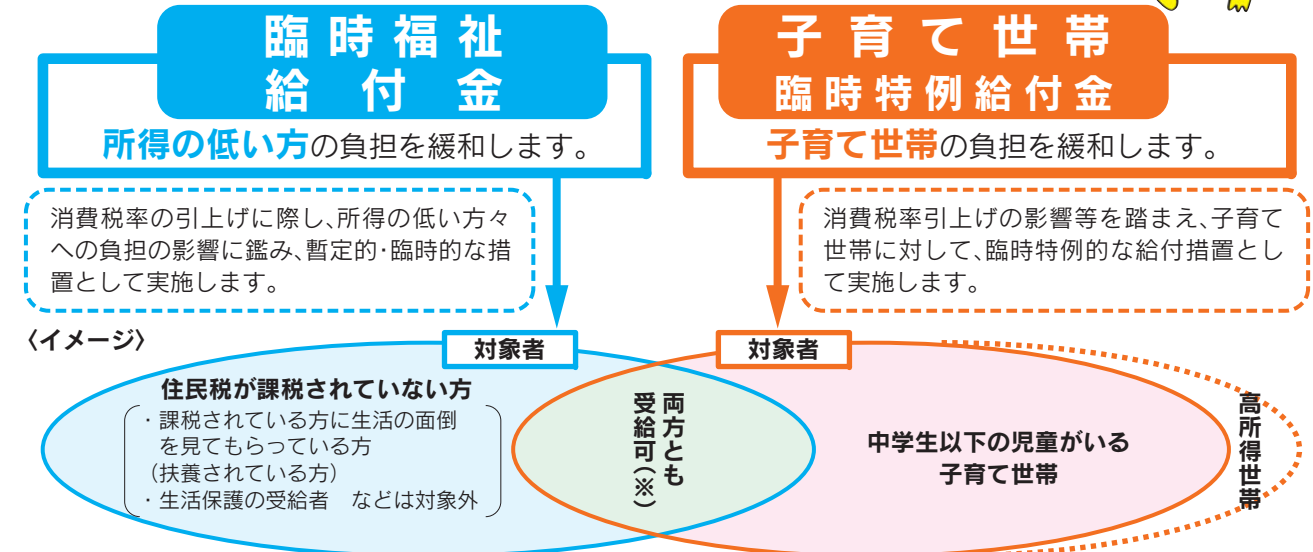 臨時福祉
給付金
所得の低い方の負担を緩和します。
消費税率の引上げに際し、所得の低い方々
への負担の影響に鑑み、暫定的・臨時的な措
置として実施します。
子育て世帯
臨時特例給付金
子育て世帯の負担を緩和します。
消費税率引上げの影響等を踏まえ、子育て
世帯に対して、臨時特例的な給付措置とし
て実施します。
〈イメージ〉
対象者
対象者
住民税が課税されていない方
・課税されている方に生活の面倒
を見てもらっている方
（扶養されている方）
・生活保護の受給者　などは対象外
両方とも
受給可（※）
中学生以下の児童がいる
子育て世帯
高所得世帯